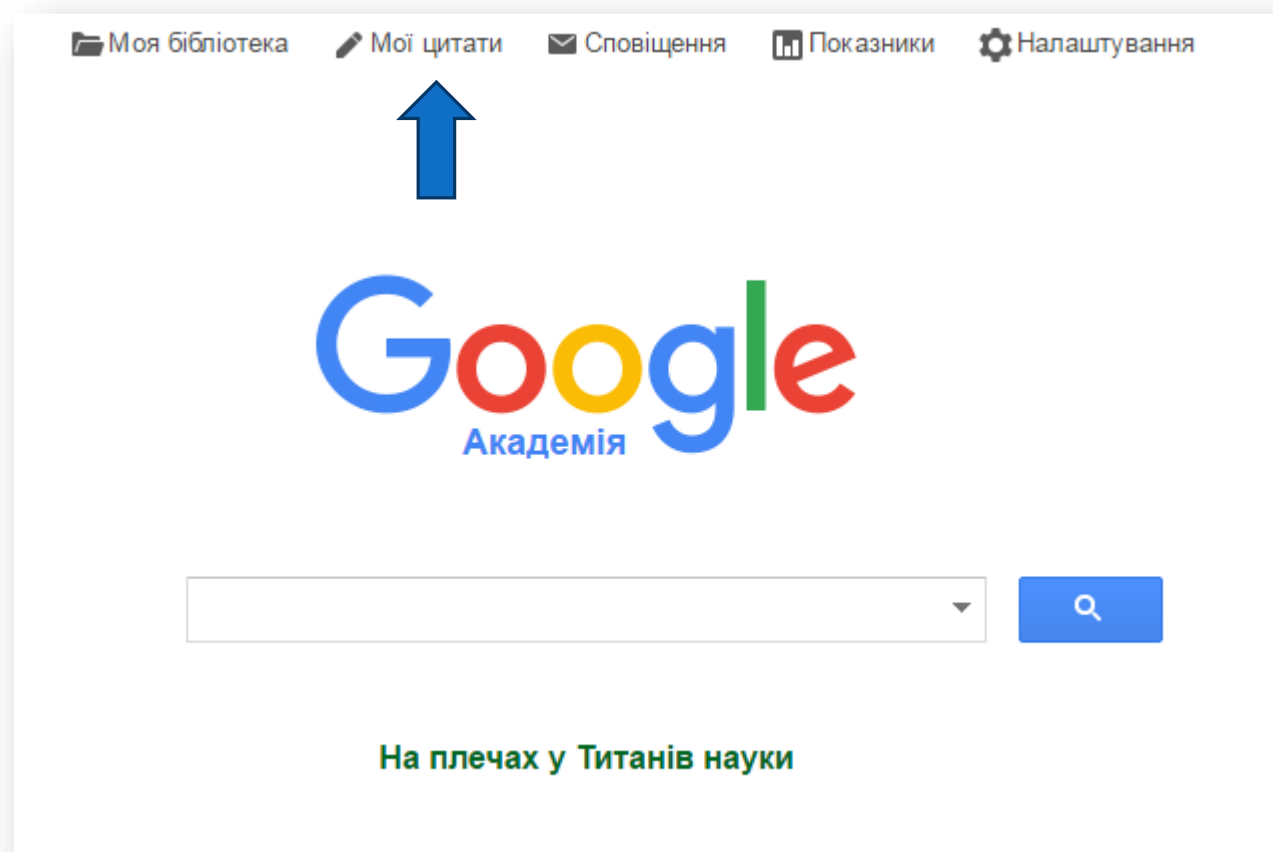 Моя бібліотека Мої цитати Сповіщення Показники Налаштування
Google
Академія
На плечах у Титанів науки